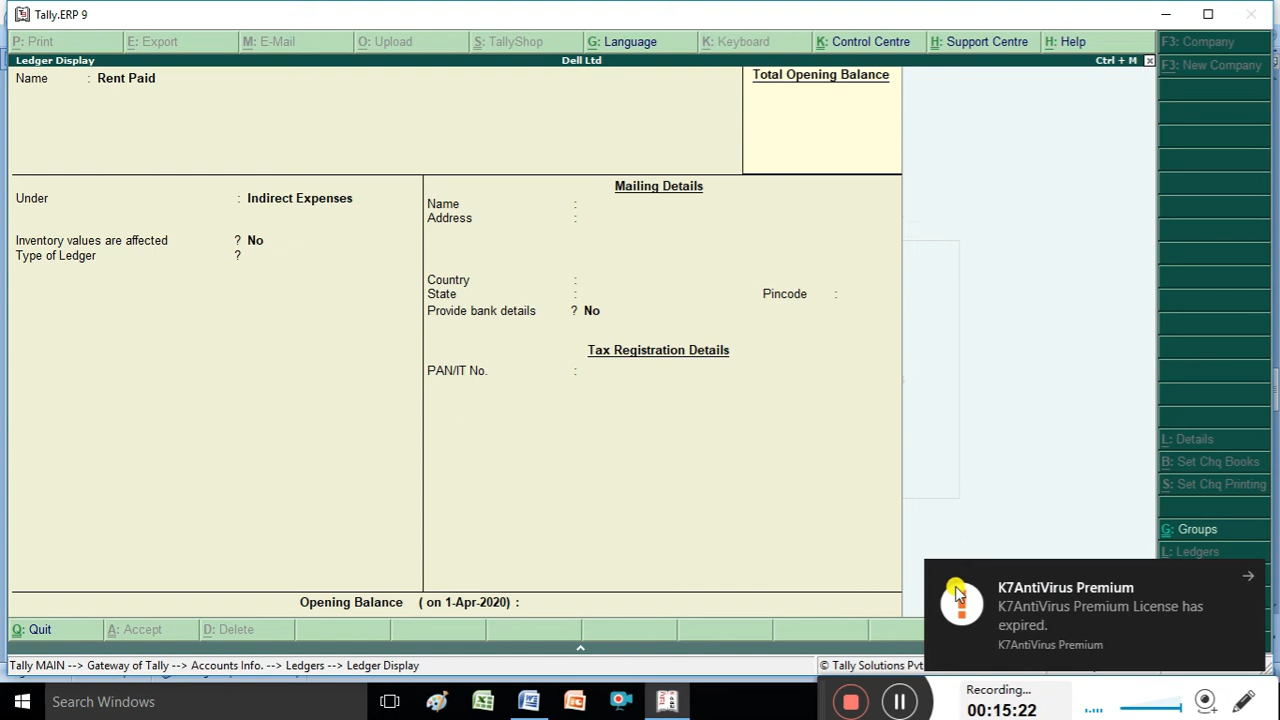 Tally.ERP 9
P: Print
E: Export
M: E-Mail
O: Upload
S: TallyShop
G: Language
K: Keyboard
K: Control Centre
H: Support Centre
H: Help
F3: Company
Ledger Display
Dell Ltd
Ctrl + M
F3: New Company
Name : Rent Paid
Total Opening Balance
Mailing Details
Under : Indirect Expenses
Name :
Address :
Inventory values are affected ? No
Type of Ledger ?
Country :
State :
Pincode :
Provide bank details ? No
Tax Registration Details
PAN/IT No. :
L: Details
B: Set Chq Books
S: Set Chq Printing
G: Groups
L: Ledgers
Opening Balance ( on 1-Apr-2020) :
K7AntiVirus Premium
K7AntiVirus Premium License has
expired.
K7AntiVirus Premium
Q: Quit
A: Accept
D: Delete
Tally MAIN --> Gateway of Tally --> Accounts Info. --> Ledgers --> Ledger Display
© Tally Solutions Pvt
Search Windows
Recording...
00:15:22